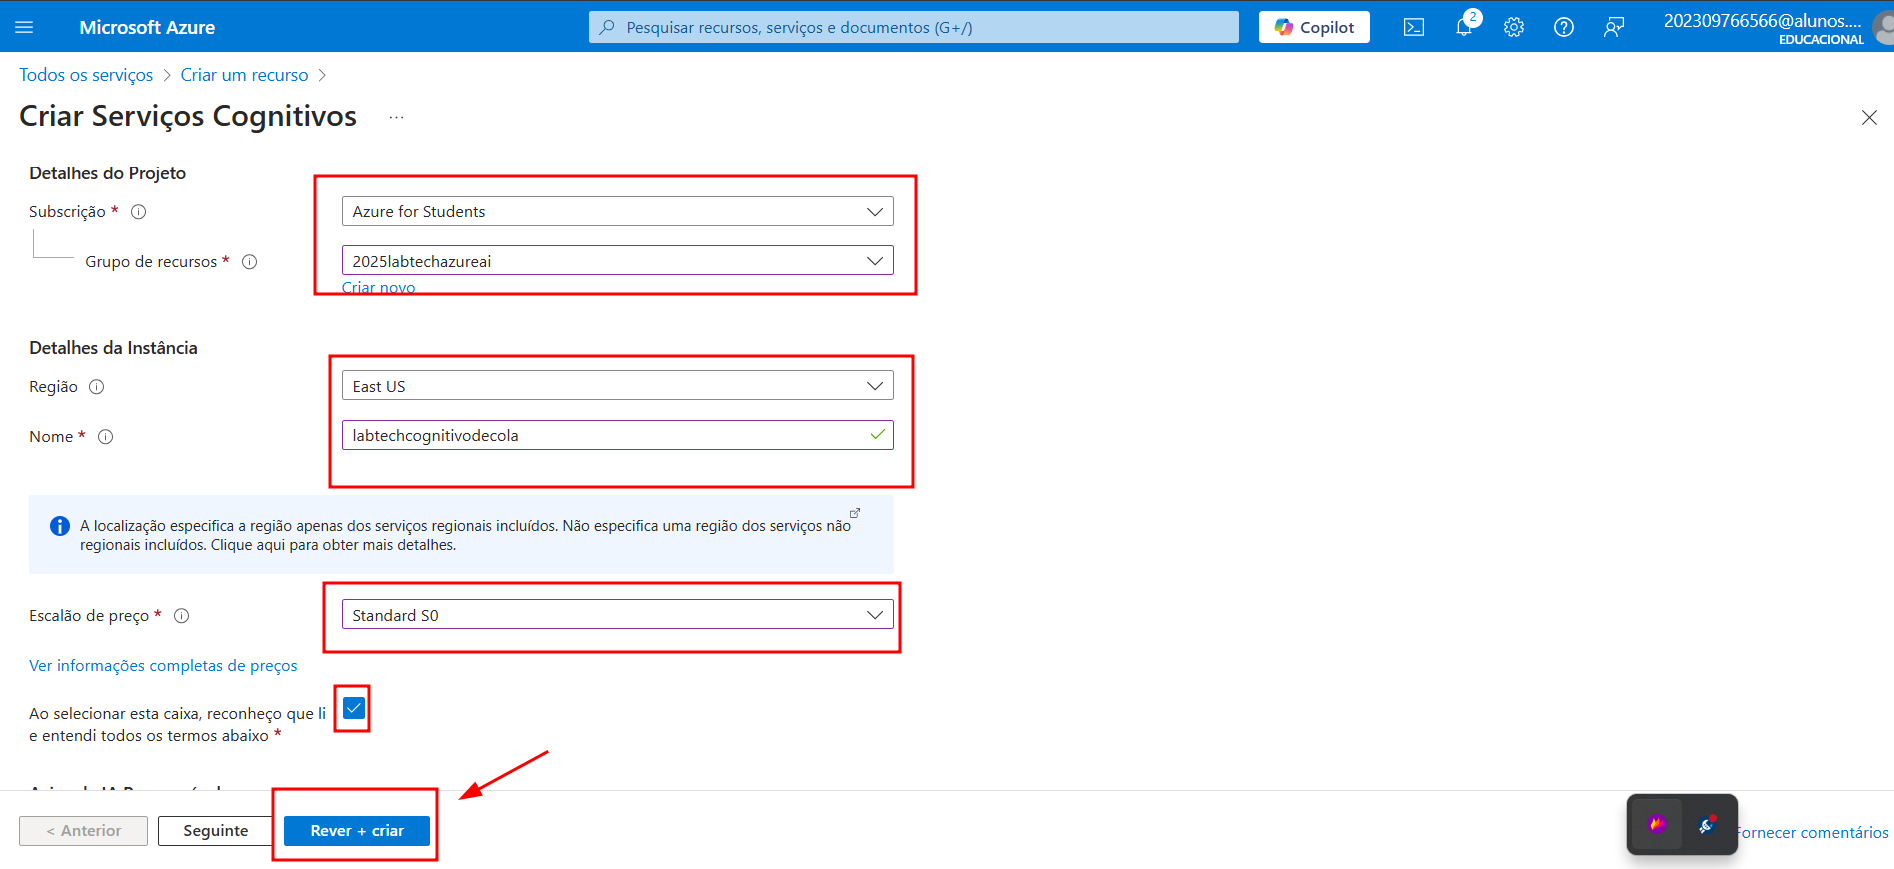 Microsoft Azure
Pesquisar recursos, serviços e documentos (G+/)
Copilot
2
202309766566@alunos....
EDUCACIONAL
Todos os serviços > Criar um recurso >
Criar Serviços Cognitivos ...
Detalhes do Projeto
Subscrição *
Azure for Students
Grupo de recursos *
2025labtechazureai
Criar novo
Detalhes da Instância
Região
East US
Nome *
labtechcognitivodecola
A localização especifica a região apenas dos serviços regionais incluídos. Não especifica uma região dos serviços não
regionais incluídos. Clique aqui para obter mais detalhes.
Escalão de preço *
Standard S0
Ver informações completas de preços
Ao selecionar esta caixa, reconheço que li
e entendi todos os termos abaixo *
< Anterior
Seguinte
Rever + criar
Fornecer comentários